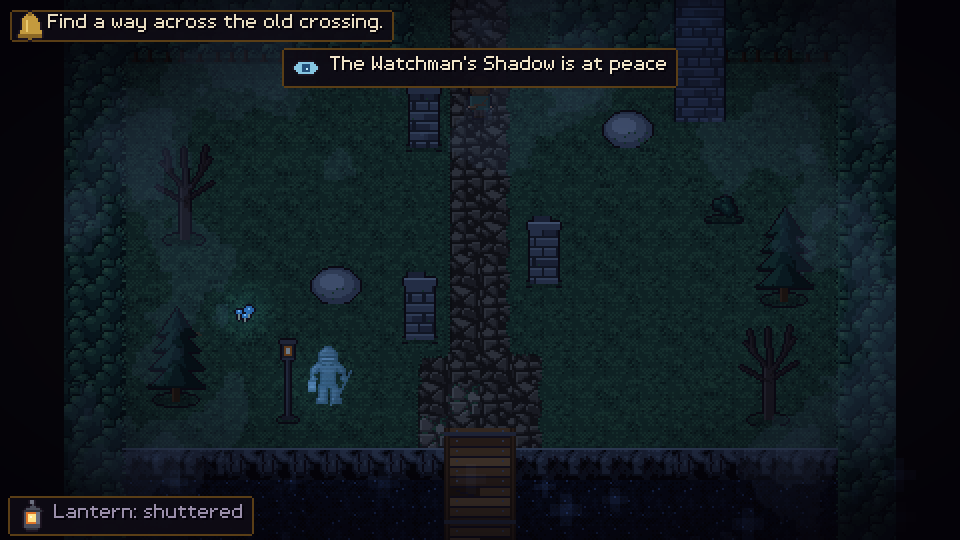 Find a way across the old crossing.
The Watchman's Shadow is at peace
Lantern: shuttered